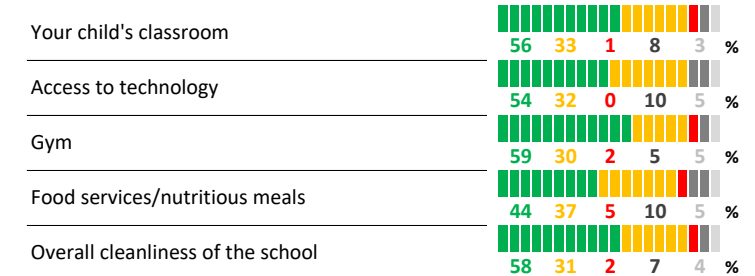 Your child's classroom
56 33 1 8 3 %
Access to technology
54 32 0 10 5 %
Gym
59 30 2 5 5 %
Food services/nutritious meals
44 37 5 10 5 %
Overall cleanliness of the school
58 31 2 7 4 %